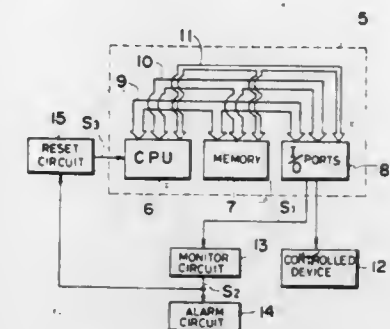 5
11
10
9
15
S3
RESET
CIRCUIT
CPU
MEMORY
I/O PORTS
8
6
7
S1
13
MONITOR
CIRCUIT
CONTROLLED
DEVICE
12
S2
ALARM
CIRCUIT
14